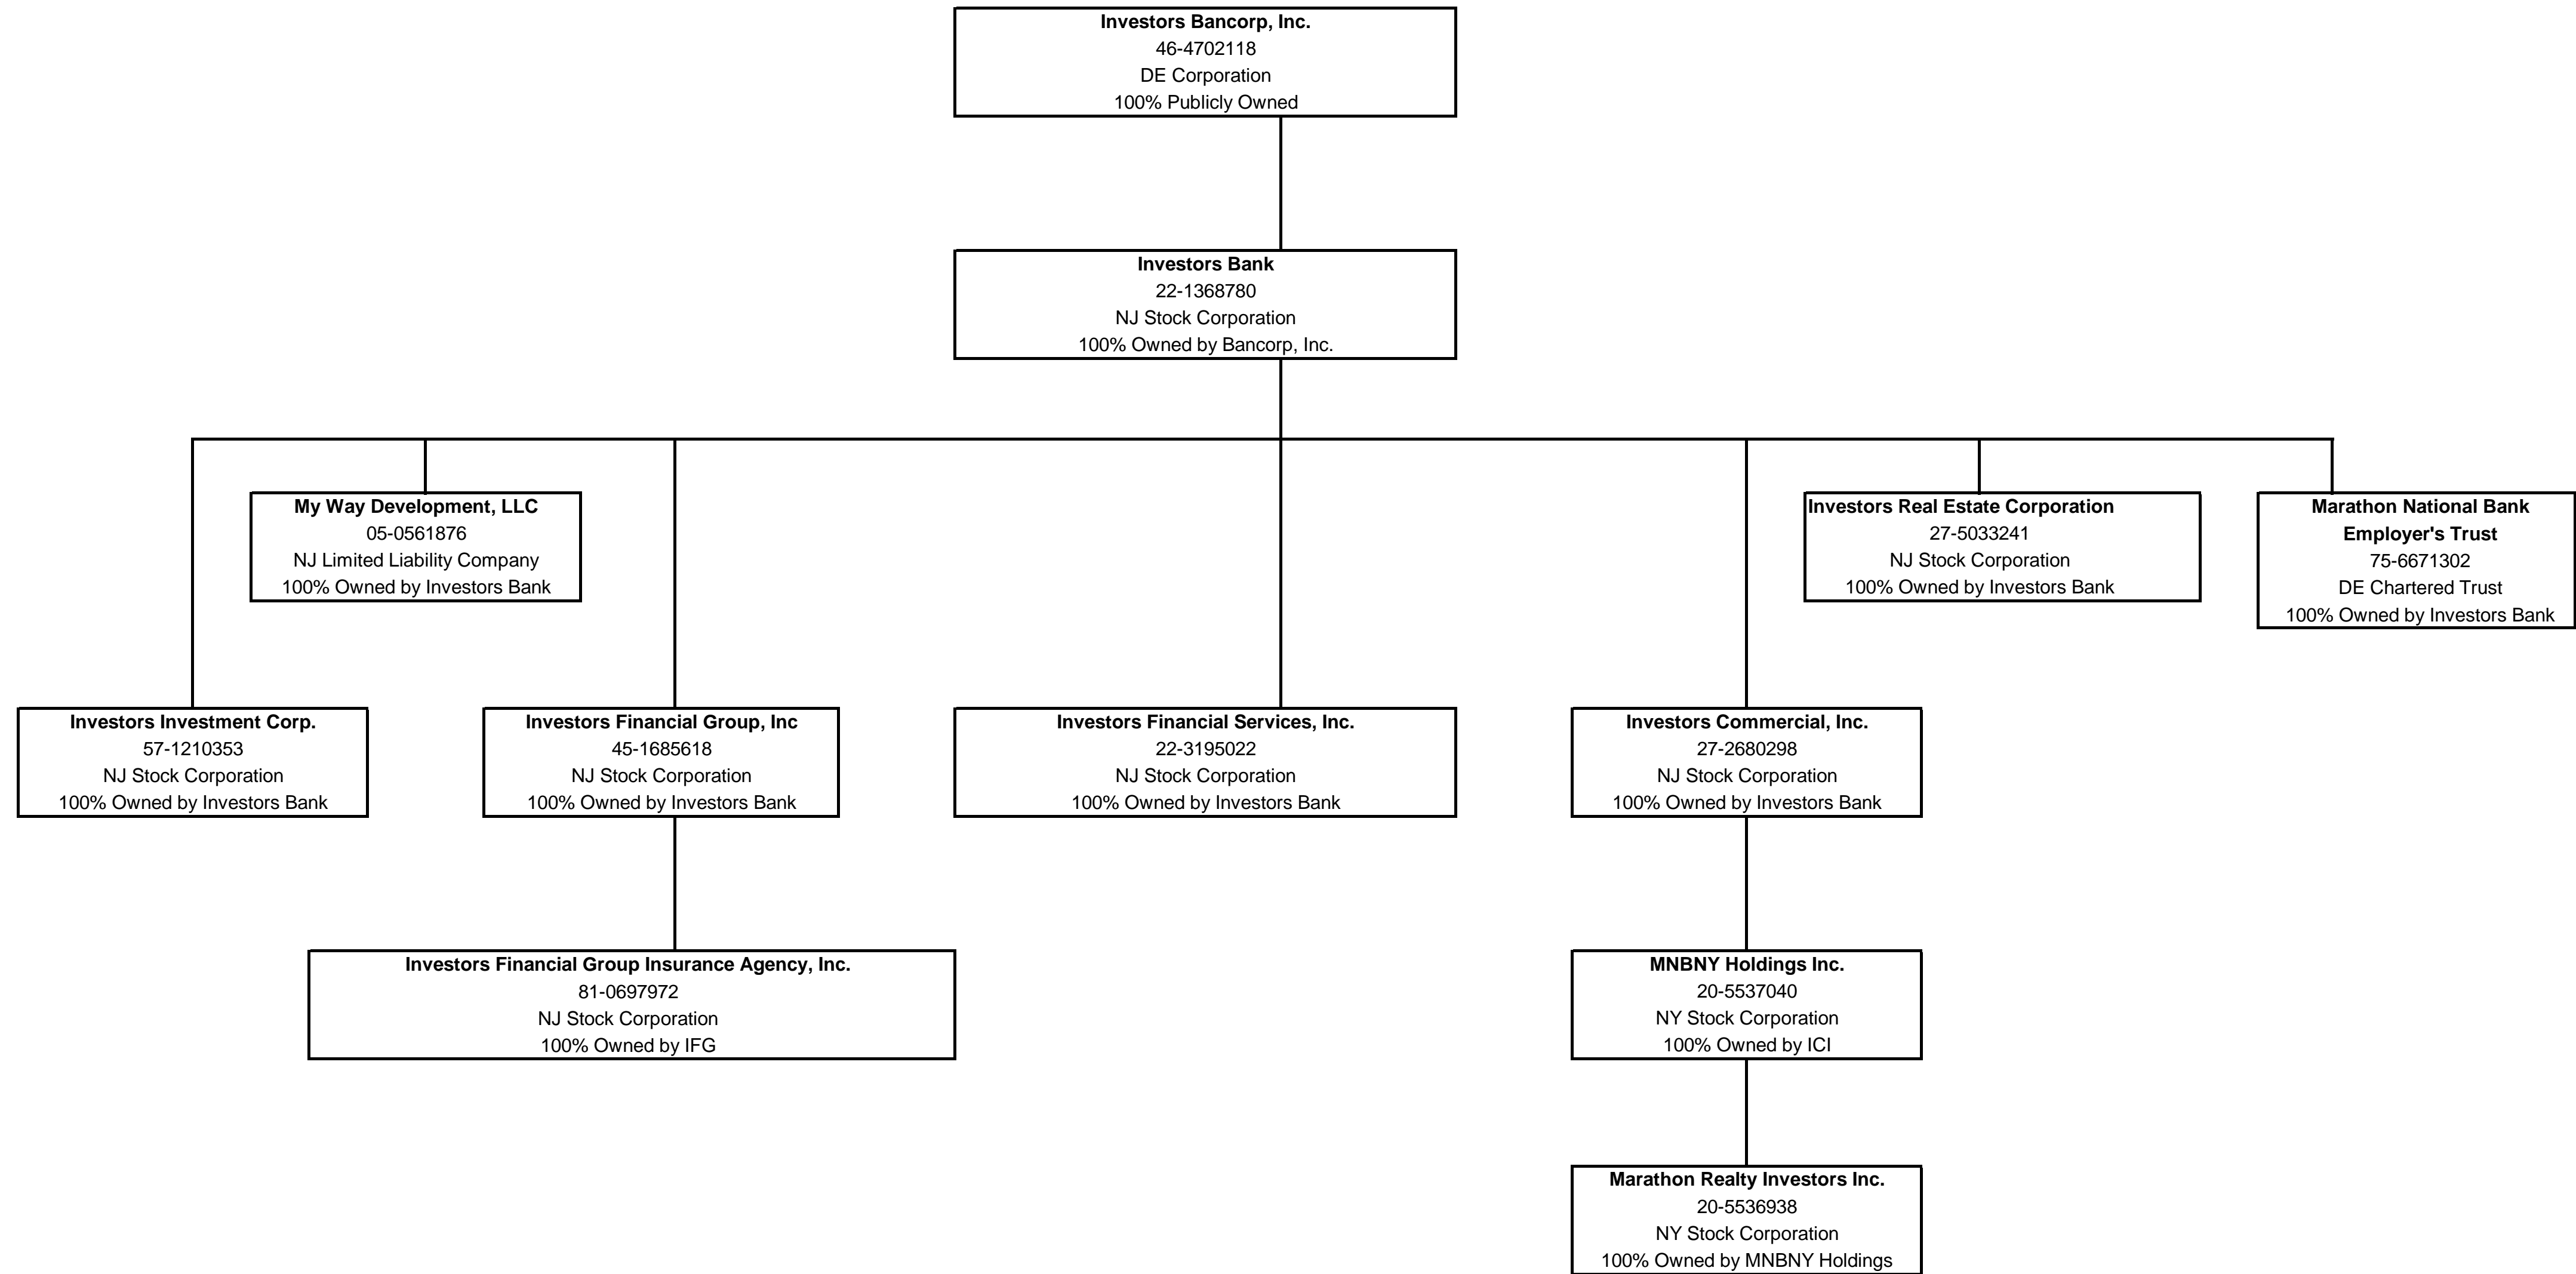 Investors Bancorp, Inc.
46-4702118
DE Corporation
100% Publicly Owned
Investors Bank
22-1368780
NJ Stock Corporation
100% Owned by Bancorp, Inc.
My Way Development, LLC
05-0561876
NJ Limited Liability Company
100% Owned by Investors Bank
Investors Real Estate Corporation
27-5033241
NJ Stock Corporation
100% Owned by Investors Bank
Marathon National Bank
Employer's Trust
75-6671302
DE Chartered Trust
100% Owned by Investors Bank
Investors Investment Corp.
57-1210353
NJ Stock Corporation
100% Owned by Investors Bank
Investors Financial Group, Inc
45-1685618
NJ Stock Corporation
100% Owned by Investors Bank
Investors Financial Services, Inc.
22-3195022
NJ Stock Corporation
100% Owned by Investors Bank
Investors Commercial, Inc.
27-2680298
NJ Stock Corporation
100% Owned by Investors Bank
Investors Financial Group Insurance Agency, Inc.
81-0697972
NJ Stock Corporation
100% Owned by IFG
MNBNY Holdings Inc.
20-5537040
NY Stock Corporation
100% Owned by ICI
Marathon Realty Investors Inc.
20-5536938
NY Stock Corporation
100% Owned by MNBNY Holdings